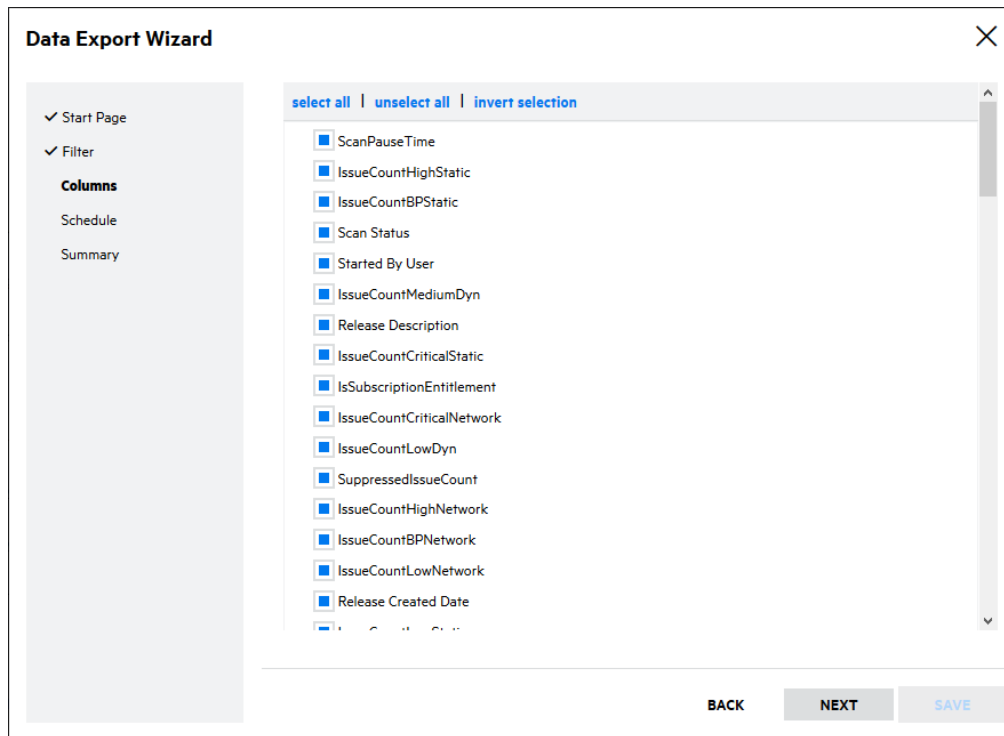 Data Export Wizard
Start Page
Filter
Columns
Schedule
Summary
select all | unselect all | invert selection
ScanPauseTime
IssueCountHighStatic
IssueCountBPStatic
Scan Status
Started By User
IssueCountMediumDyn
Release Description
IssueCountCriticalStatic
IsSubscriptionEntitlement
IssueCountCriticalNetwork
IssueCountLowDyn
SuppressedIssueCount
IssueCountHighNetwork
IssueCountBPNetwork
IssueCountLowNetwork
Release Created Date
BACK NEXT SAVE